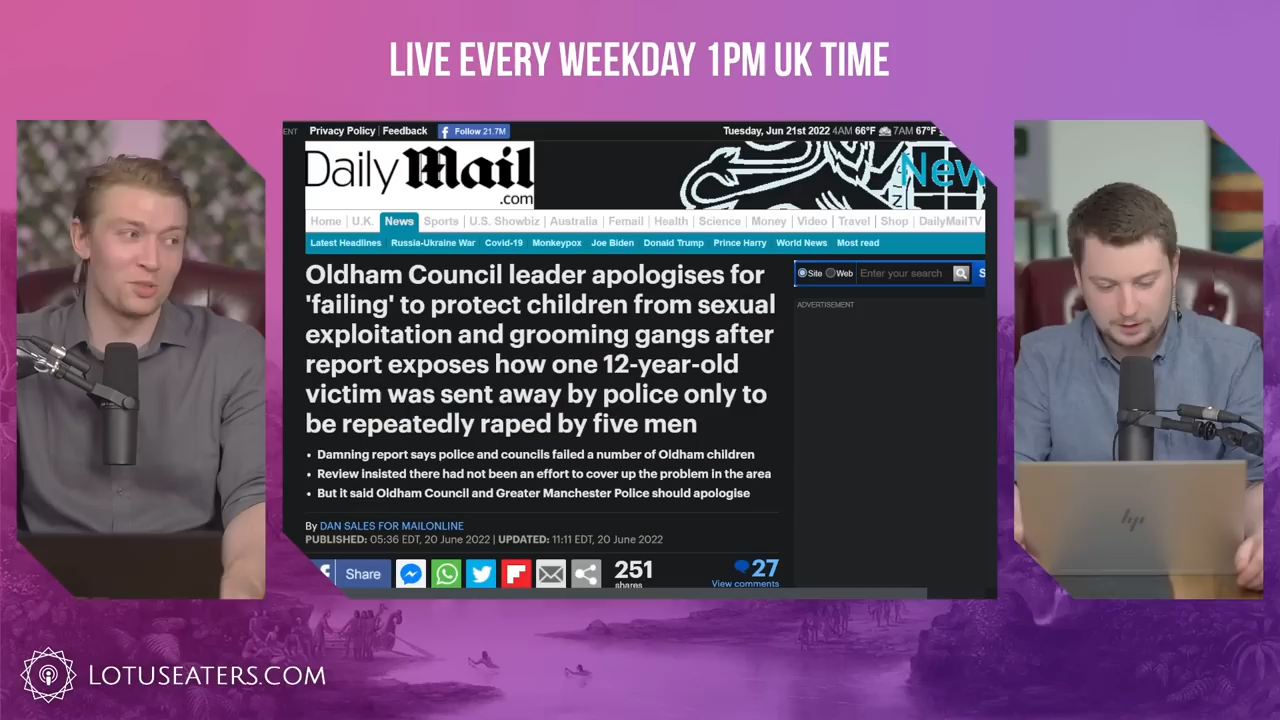 LIVE EVERY WEEKDAY 1PM UK TIME
ENT Privacy Policy | Feedback Follow 21.7M Tuesday, Jun 21st 2022 4AM 66°F 7AM 67°F
Daily Mail
.com
New
Home | U.K. News Sports | U.S. Showbiz | Australia | Femail | Health | Science | Money | Video | Travel | Shop | DailyMailTV
Latest Headlines Russia-Ukraine War Covid-19 Monkeypox Joe Biden Donald Trump Prince Harry World News Most read
Site Web Enter your search S
ADVERTISEMENT
Oldham Council leader apologises for
'failing' to protect children from sexual
exploitation and grooming gangs after
report exposes how one 12-year-old
victim was sent away by police only to
be repeatedly raped by five men
• Damning report says police and councils failed a number of Oldham children
• Review insisted there had not been an effort to cover up the problem in the area
• But it said Oldham Council and Greater Manchester Police should apologise
By DAN SALES FOR MAILONLINE
PUBLISHED: 05:36 EDT, 20 June 2022 | UPDATED: 11:11 EDT, 20 June 2022
Share 251 27
shares View comments
hp
LOTUSEATERS.COM